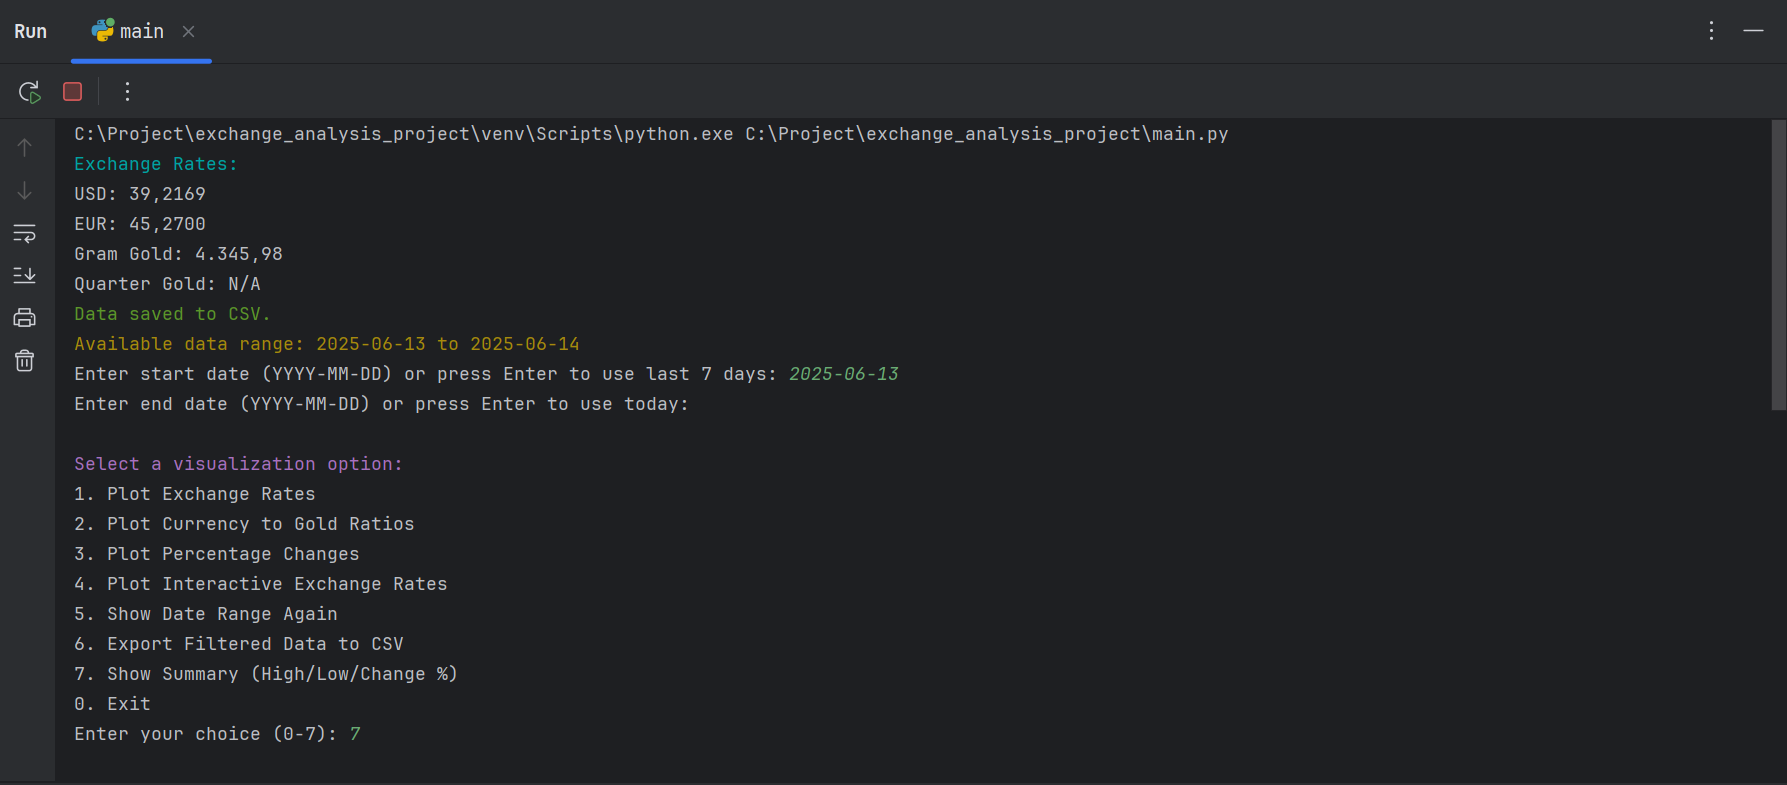 Run main
C:\Project\exchange_analysis_project\venv\Scripts\python.exe C:\Project\exchange_analysis_project\main.py
Exchange Rates:
USD: 39,2169
EUR: 45,2700
Gram Gold: 4.345,98
Quarter Gold: N/A
Data saved to CSV.
Available data range: 2025-06-13 to 2025-06-14
Enter start date (YYYY-MM-DD) or press Enter to use last 7 days: 2025-06-13
Enter end date (YYYY-MM-DD) or press Enter to use today:
Select a visualization option:
1. Plot Exchange Rates
2. Plot Currency to Gold Ratios
3. Plot Percentage Changes
4. Plot Interactive Exchange Rates
5. Show Date Range Again
6. Export Filtered Data to CSV
7. Show Summary (High/Low/Change %)
0. Exit
Enter your choice (0-7): 7